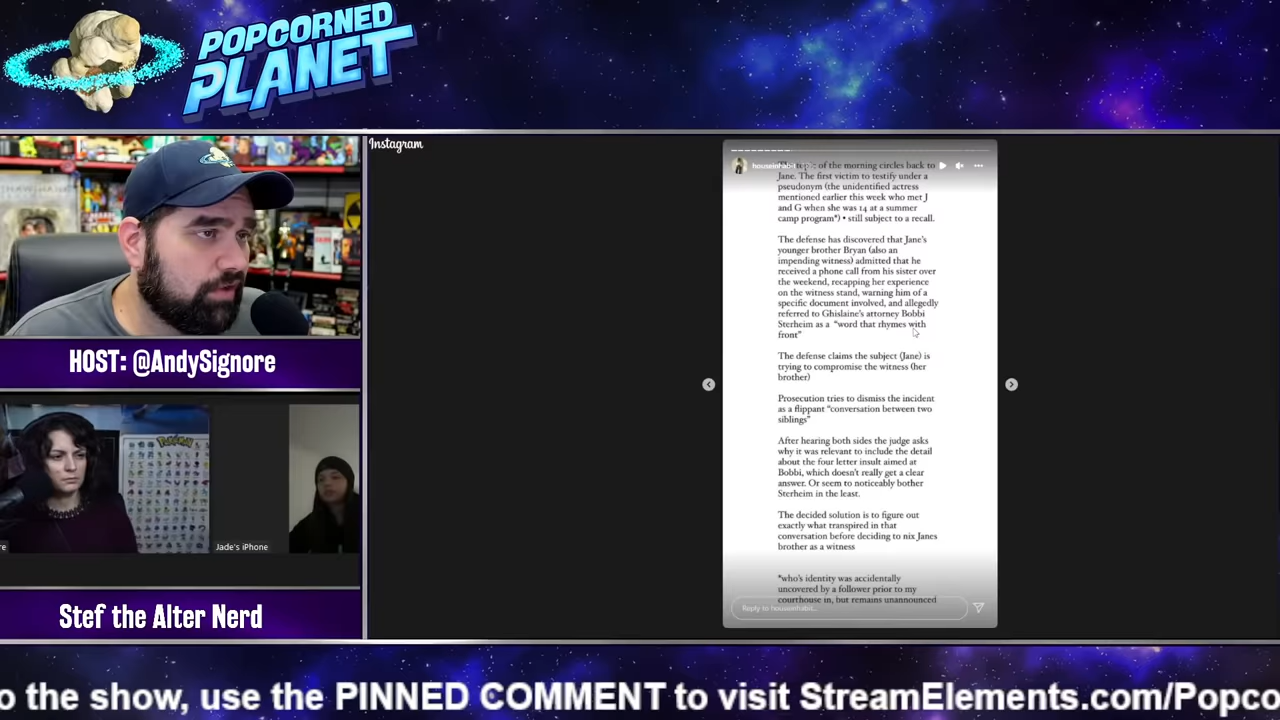 POPCORNED
PLANET
Instagram
houseinhabit
of the morning circles back to
Jane. The first victim to testify under a
pseudonym (the unidentified actress
mentioned earlier this week who met J
and G when she was 14 at a summer
camp program*) • still subject to a recall.
The defense has discovered that Jane's
younger brother Bryan (also an
impending witness) admitted that he
received a phone call from his sister over
the weekend, recapping her experience
on the witness stand, warning him of a
specific document involved, and allegedly
referred to Ghislaine's attorney Bobbi
Sterheim as a "word that rhymes with
front"
The defense claims the subject (Jane) is
trying to compromise the witness (her
brother)
Prosecution tries to dismiss the incident
as a flippant "conversation between two
siblings"
After hearing both sides the judge asks
why it was relevant to include the detail
about the four letter insult aimed at
Bobbi, which doesn't really get a clear
answer. Or seem to noticeably bother
Sterheim in the least.
The decided solution is to figure out
exactly what transpired in that
conversation before deciding to nix Janes
brother as a witness
*who's identity was accidentally
uncovered by a follower prior to my
courthouse in, but remains unannounced
Reply to houseinhabit...
HOST: @AndySignore
Pokémon
re
Jade's iPhone
Stef the Alter Nerd
o the show, use the PINNED COMMENT to visit StreamElements.com/Popco